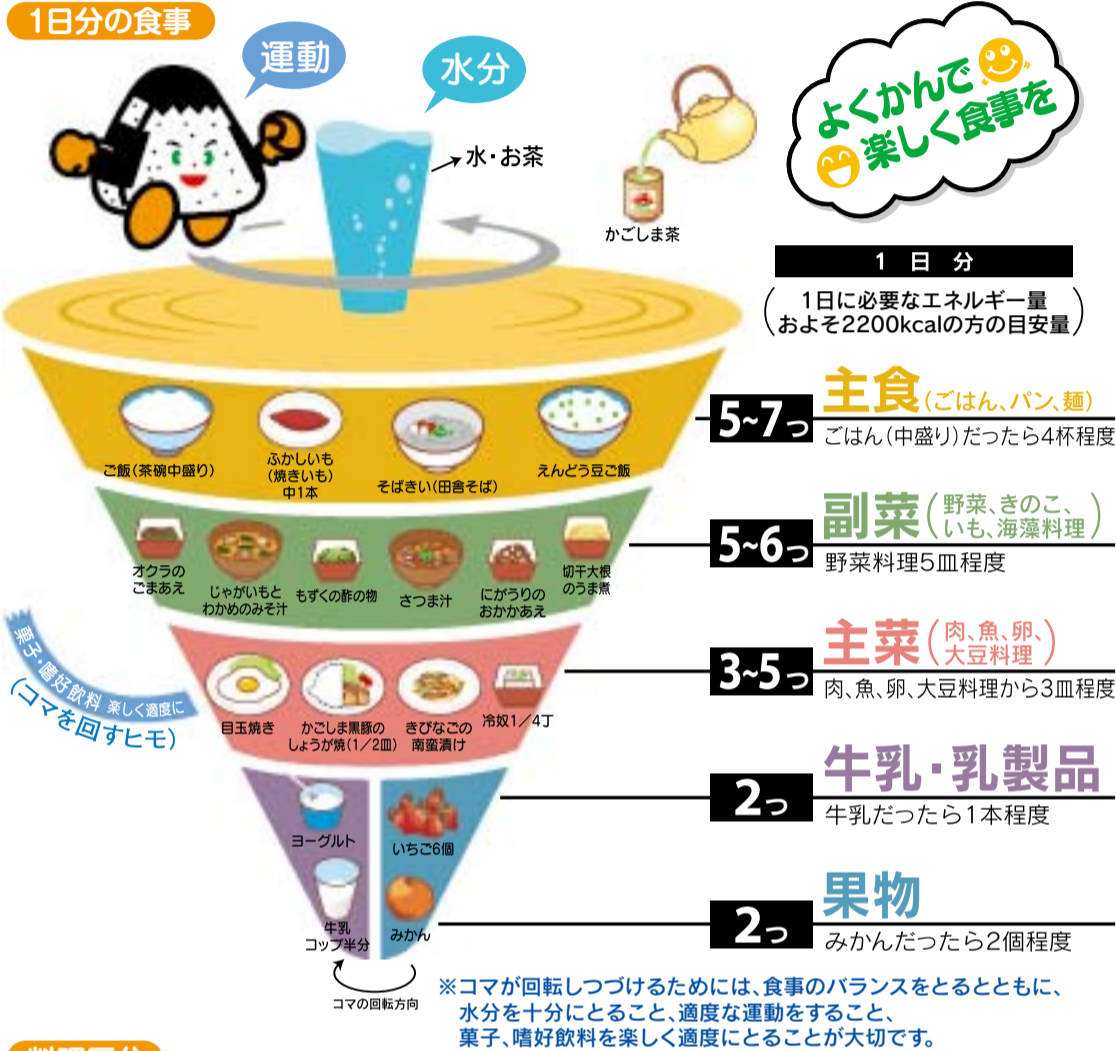 1日分の食事
運動
水分
よくかんで
楽しく食事を
水・お茶
かごしま茶
1日分
(1日に必要なエネルギー量
およそ2200kcalの方の目安量)
5~7つ
主食(ごはん、パン、麺)
ごはん(中盛り)だったら4杯程度
ご飯(茶碗中盛り)
ふかしいも
(焼きいも)
中1本
そばきい(田舎そば)
えんどう豆ご飯
5~6つ
副菜(野菜、きのこ、
いも、海藻料理)
野菜料理5皿程度
オクラの
ごまあえ
じゃがいもと
わかめのみそ汁
もずくの酢の物
さつま汁
にがうりの
おかかあえ
切干大根
のうま煮
菓子・嗜好飲料 楽しく適度に
(コマを回すヒモ)
3~5つ
主菜(肉、魚、卵、
大豆料理)
肉、魚、卵、大豆料理から3皿程度
目玉焼き
かごしま黒豚の
しょうが焼(1/2皿)
きびなごの
南蛮漬け
冷奴1/4丁
2つ
牛乳・乳製品
牛乳だったら1本程度
ヨーグルト
いちご6個
2つ
果物
みかんだったら2個程度
牛乳
コップ半分
みかん
コマの回転方向
※コマが回転しつづけるためには、食事のバランスをとるとともに、
水分を十分にとること、適度な運動をすること、
菓子、嗜好飲料を楽しく適度にとることが大切です。